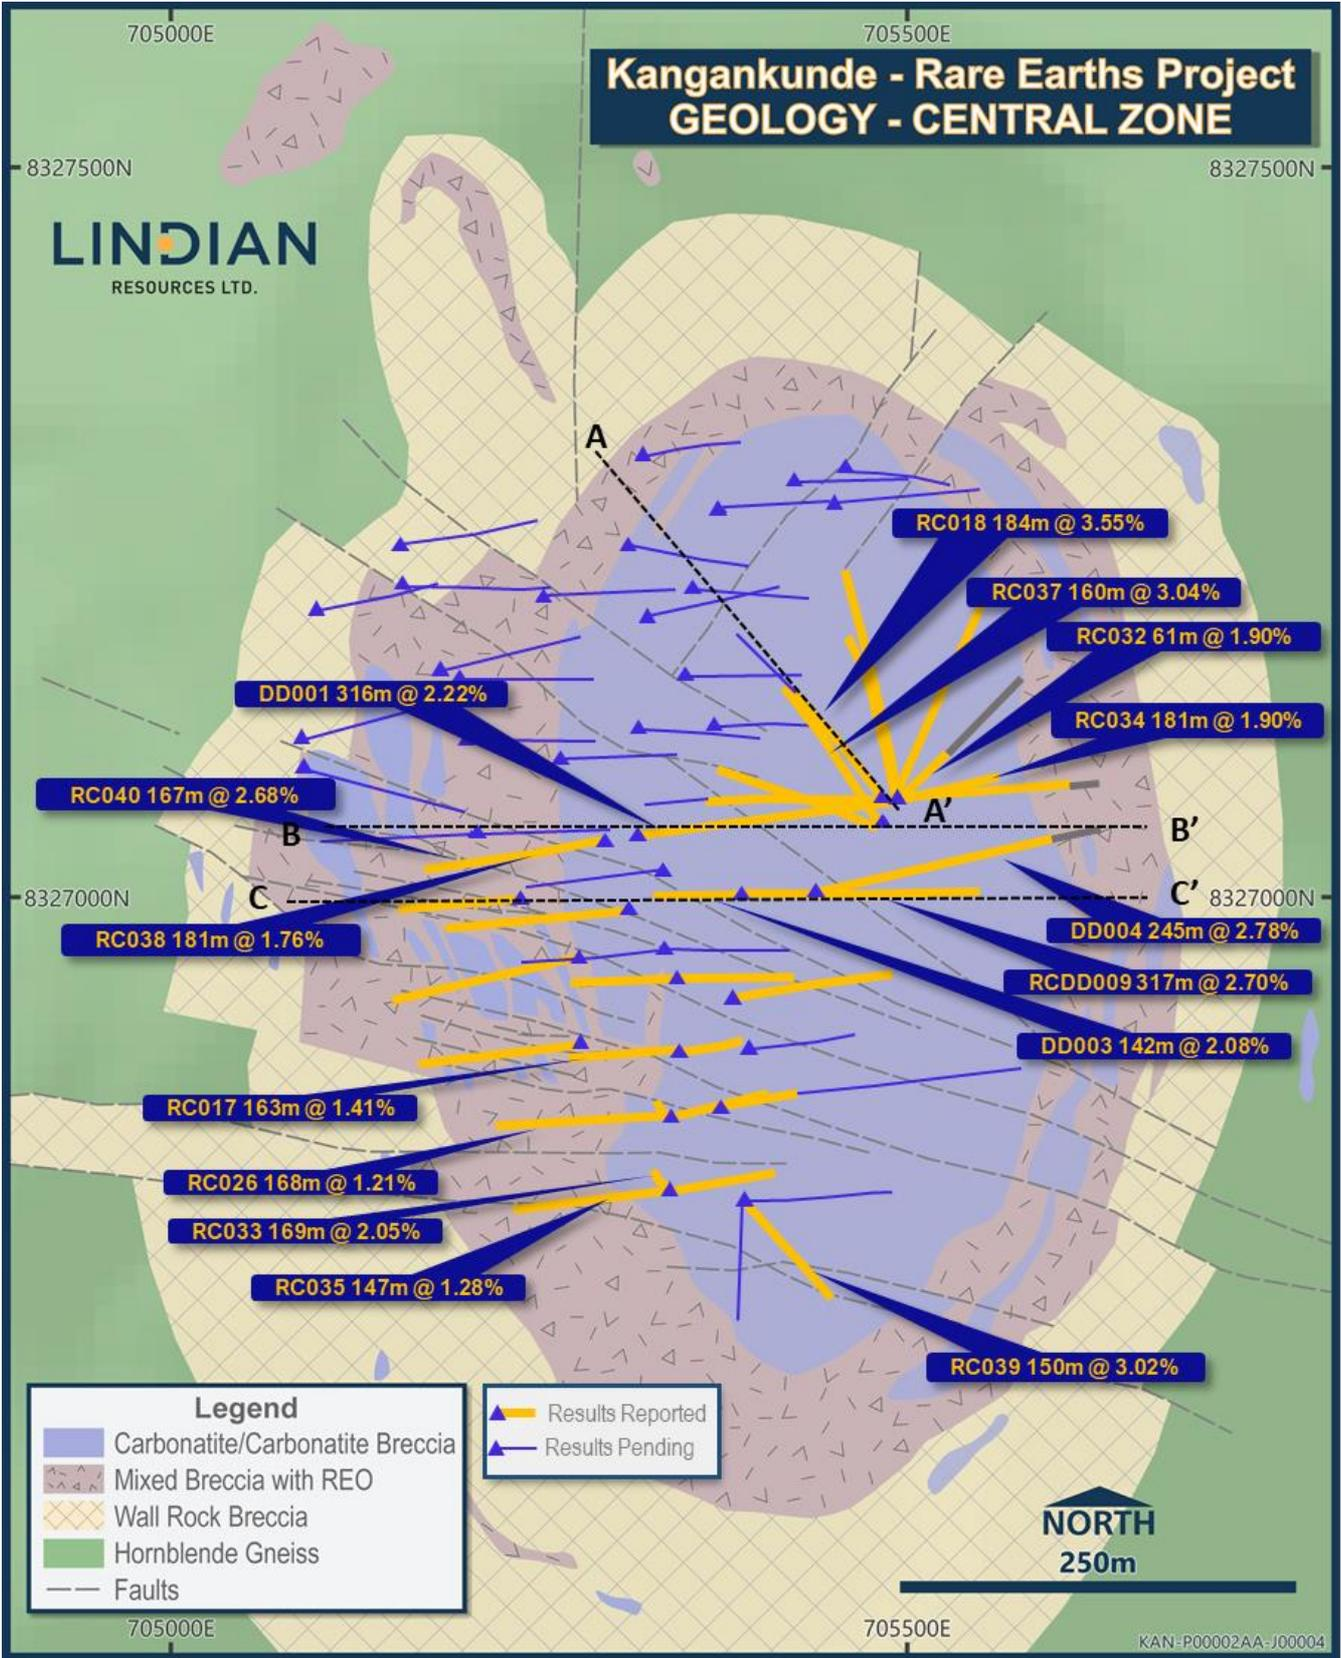 705000E
705500E
Kangankunde - Rare Earths Project
GEOLOGY - CENTRAL ZONE
8327500N
8327500N
LINDIAN
RESOURCES LTD.
A
RC018 184m @ 3.55%
RC037 160m @ 3.04%
RC032 61m @ 1.90%
DD001 316m @ 2.22%
RC034 181m @ 1.90%
RC040 167m @ 2.68%
A’
B
B’
8327000N
C
C’
8327000N
RC038 181m @ 1.76%
DD004 245m @ 2.78%
RCDD009 317m @ 2.70%
DD003 142m @ 2.08%
RC017 163m @ 1.41%
RC026 168m @ 1.21%
RC033 169m @ 2.05%
RC035 147m @ 1.28%
RC039 150m @ 3.02%
Legend
Carbonatite/Carbonatite Breccia
Mixed Breccia with REO
Wall Rock Breccia
Hornblende Gneiss
Faults
Results Reported
Results Pending
NORTH
250m
705000E
705500E
KAN-P00002AA-J00004